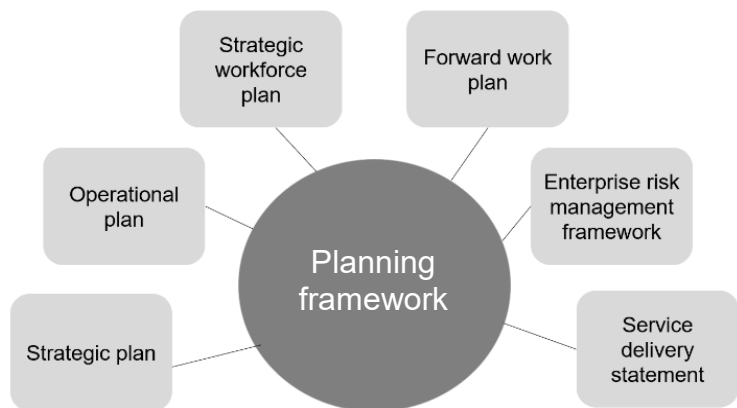 Strategic
workforce
plan
Forward work
plan
Operational
plan
Enterprise risk
management
framework
Planning
framework
Strategic plan
Service
delivery
statement